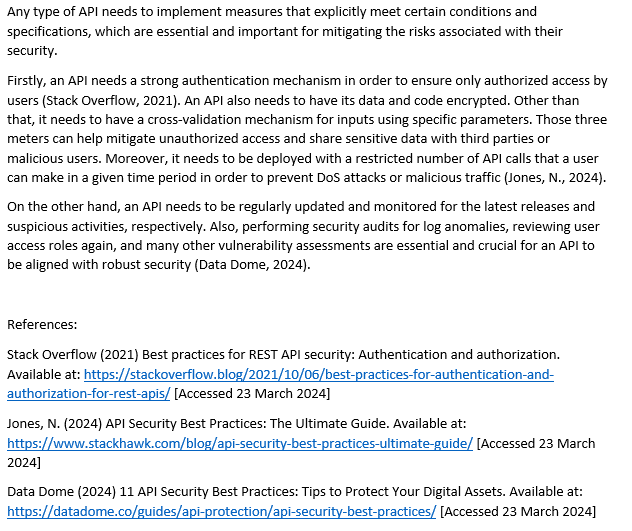 Any type of API needs to implement measures that explicitly meet certain conditions and
specifications, which are essential and important for mitigating the risks associated with their
security.
Firstly, an API needs a strong authentication mechanism in order to ensure only authorized access by
users (Stack Overflow, 2021). An API also needs to have its data and code encrypted. Other than
that, it needs to have a cross-validation mechanism for inputs using specific parameters. Those three
meters can help mitigate unauthorized access and share sensitive data with third parties or
malicious users. Moreover, it needs to be deployed with a restricted number of API calls that a user
can make in a given time period in order to prevent DoS attacks or malicious traffic (Jones, N., 2024).
On the other hand, an API needs to be regularly updated and monitored for the latest releases and
suspicious activities, respectively. Also, performing security audits for log anomalies, reviewing user
access roles again, and many other vulnerability assessments are essential and crucial for an API to
be aligned with robust security (Data Dome, 2024).
References:
Stack Overflow (2021) Best practices for REST API security: Authentication and authorization.
Available at: https://stackoverflow.blog/2021/10/06/best-practices-for-authentication-and-
authorization-for-rest-apis/ [Accessed 23 March 2024]
Jones, N. (2024) API Security Best Practices: The Ultimate Guide. Available at:
https://www.stackhawk.com/blog/api-security-best-practices-ultimate-guide/ [Accessed 23 March
2024]
Data Dome (2024) 11 API Security Best Practices: Tips to Protect Your Digital Assets. Available at:
https://datadome.co/guides/api-protection/api-security-best-practices/ [Accessed 23 March 2024]